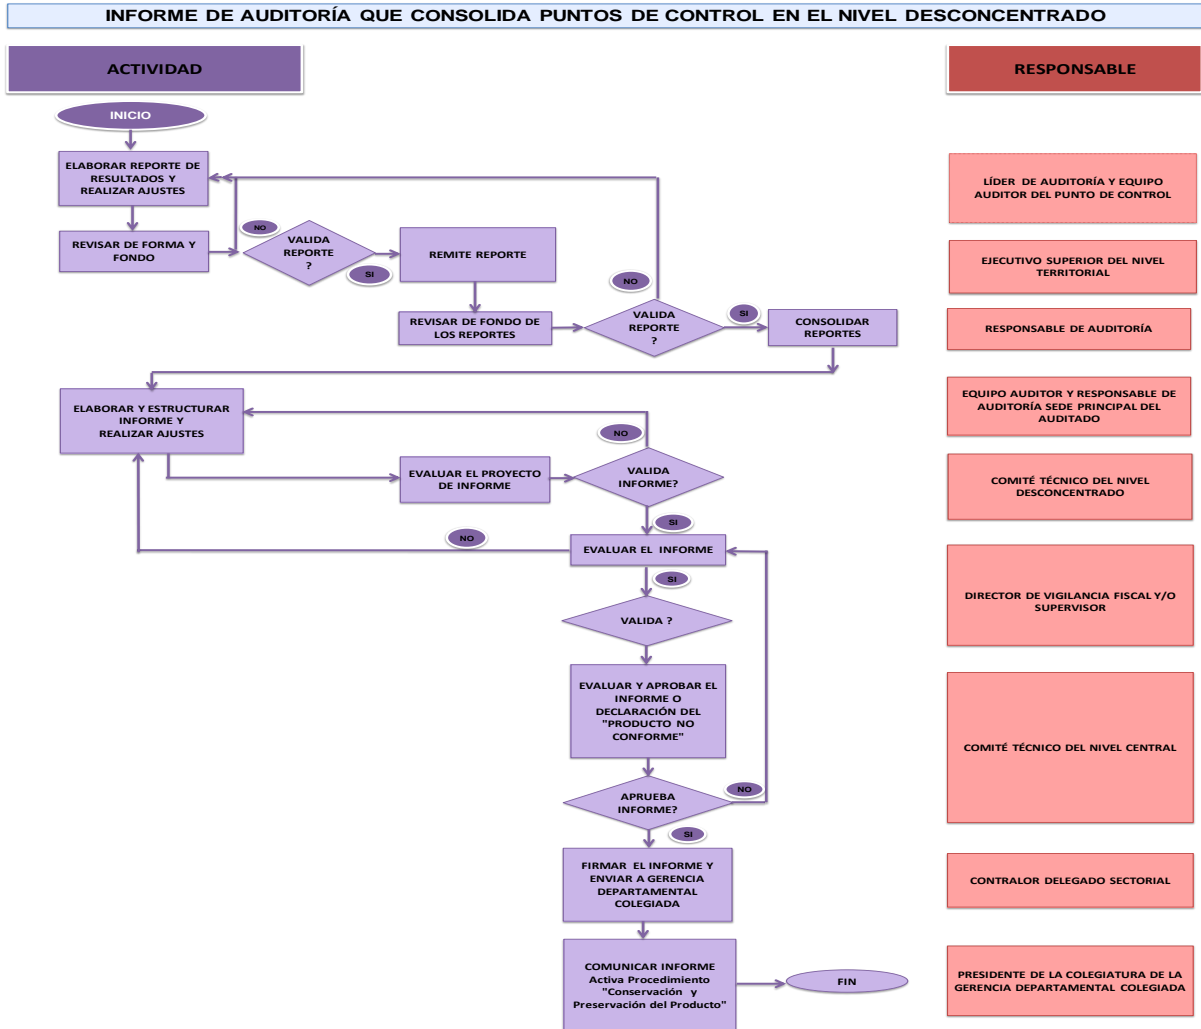 INFORME DE AUDITORÍA QUE CONSOLIDA PUNTOS DE CONTROL EN EL NIVEL DESCONCENTRADO
ACTIVIDAD
RESPONSABLE
INICIO
ELABORAR REPORTE DE
RESULTADOS Y
REALIZAR AJUSTES
LÍDER DE AUDITORÍA Y EQUIPO
AUDITOR DEL PUNTO DE CONTROL
REVISAR DE FORMA Y
FONDO
NO
VALIDA
REPORTE
?
SI
REMITE REPORTE
EJECUTIVO SUPERIOR DEL NIVEL
TERRITORIAL
REVISAR DE FONDO DE
LOS REPORTES
NO
VALIDA
REPORTE
?
SI
CONSOLIDAR
REPORTES
RESPONSABLE DE AUDITORÍA
ELABORAR Y ESTRUCTURAR
INFORME Y
REALIZAR AJUSTES
EQUIPO AUDITOR Y RESPONSABLE DE
AUDITORÍA SEDE PRINCIPAL DEL
AUDITADO
NO
EVALUAR EL PROYECTO
DE INFORME
VALIDA
INFORME?
COMITÉ TÉCNICO DEL NIVEL
DESCONCENTRADO
SI
NO
EVALUAR EL INFORME
SI
VALIDA ?
DIRECTOR DE VIGILANCIA FISCAL Y/O
SUPERVISOR
EVALUAR Y APROBAR EL
INFORME O
DECLARACIÓN DEL
"PRODUCTO NO
CONFORME"
COMITÉ TÉCNICO DEL NIVEL CENTRAL
APRUEBA
INFORME?
NO
SI
FIRMAR EL INFORME Y
ENVIAR A GERENCIA
DEPARTAMENTAL
COLEGIADA
CONTRALOR DELEGADO SECTORIAL
COMUNICAR INFORME
Activa Procedimiento
"Conservación y
Preservación del Producto"
FIN
PRESIDENTE DE LA COLEGIATURA DE LA
GERENCIA DEPARTAMENTAL COLEGIADA